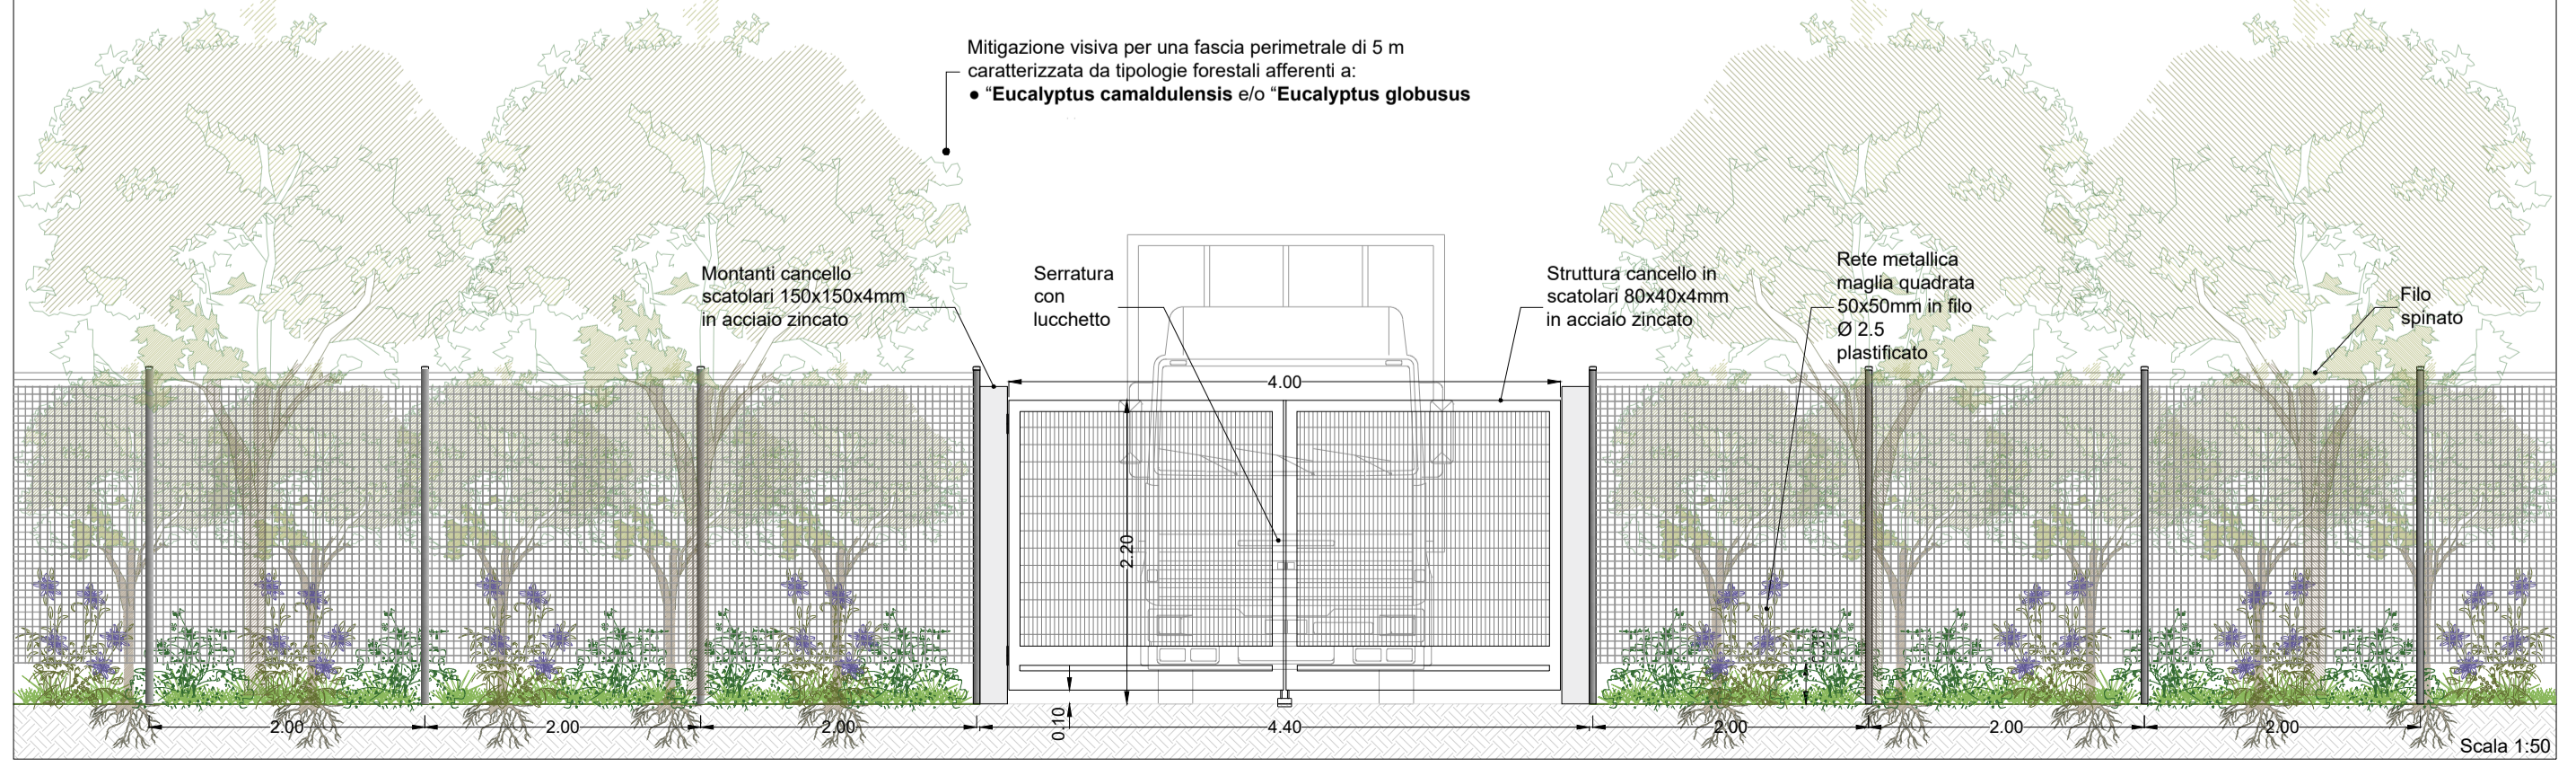 Mitigazione visiva per una fascia perimetrale di 5 m
caratterizzata da tipologie forestali afferenti a:
● “Eucalyptus camaldulensis e/o “Eucalyptus globusus
Montanti cancello
scatolari 150x150x4mm
in acciaio zincato
Serratura
con
lucchetto
Struttura cancello in
scatolari 80x40x4mm
in acciaio zincato
Rete metallica
maglia quadrata
50x50mm in filo
Ø 2.5
plastificato
Filo
spinato
4.00
2.20
0.30
0.10
2.00
2.00
2.00
4.40
2.00
2.00
2.00
Scala 1:50